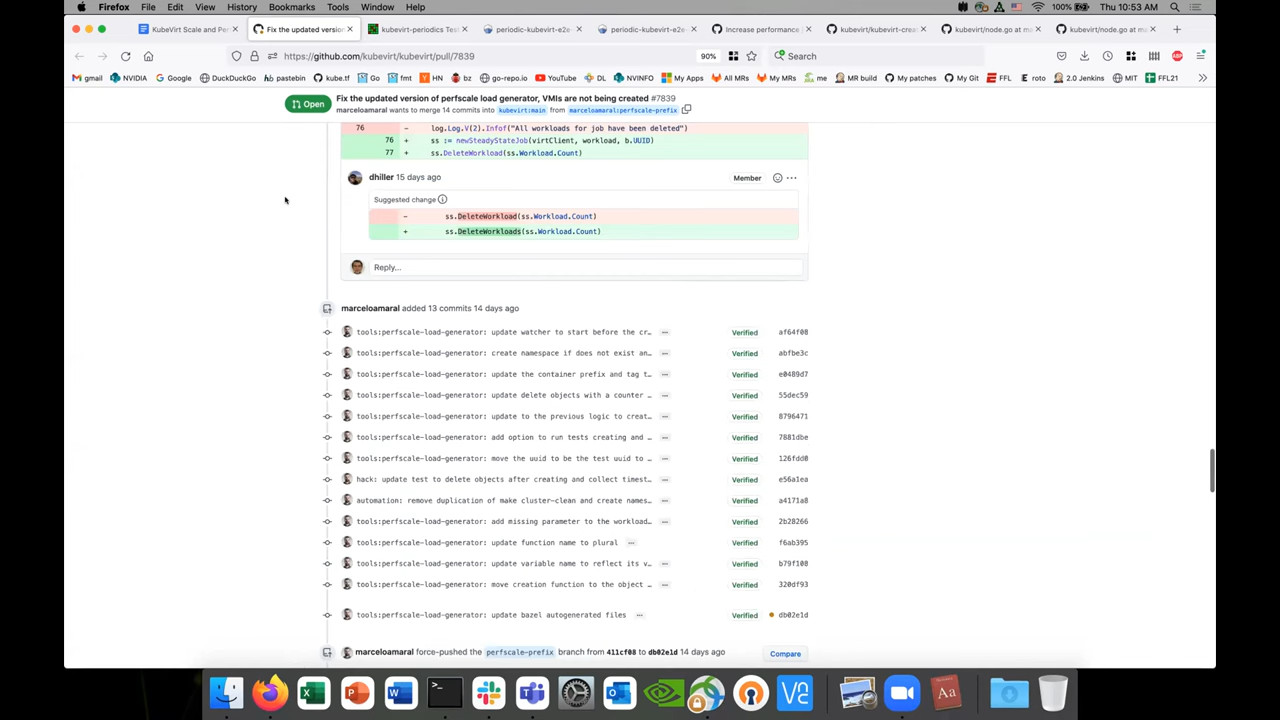 Firefox File Edit View History Bookmarks Tools Window Help 100% Thu 10:53 AM
KubeVirt Scale and Per
Fix the updated version
kubevirt-periodics Test
periodic-kubevirt-e2e-
periodic-kubevirt-e2e-
Increase performance
kubevirt/kubevirt-crea
kubevirt/node.go at m
kubevirt/node.go at m
https://github.com/kubevirt/kubevirt/pull/7839 90% Search
gmail NVIDIA Google DuckDuckGo pastebin kube.tf Go fmt HN bz go-repo.io YouTube DL NVINFO My Apps All MRs My MRs me MR build My patches My Git FFL eroto 2.0 Jenkins MIT FFL21
Open
Fix the updated version of perfscale load generator, VMIs are not being created #7839
marceloamaral wants to merge 14 commits into kubevirt:main from marceloamaral:perfscale-prefix
76 - log.Log.V(2).Infof("All workloads for job have been deleted")
76 + ss := newSteadyStateJob(virtClient, workload, b.UUID)
77 + ss.DeleteWorkload(ss.Workload.Count)
dhiller 15 days ago Member
Suggested change
- ss.DeleteWorkload(ss.Workload.Count)
+ ss.DeleteWorkloads(ss.Workload.Count)
Reply...
marceloamaral added 13 commits 14 days ago
tools:perfscale-load-generator: update watcher to start before the cr… Verified af64f08
tools:perfscale-load-generator: create namespace if does not exist an… Verified abfbe3c
tools:perfscale-load-generator: update the container prefix and tag t… Verified e0489d7
tools:perfscale-load-generator: update delete objects with a counter Verified 55dec59
tools:perfscale-load-generator: update to the previous logic to creat… Verified 8796471
tools:perfscale-load-generator: add option to run tests creating and … Verified 7881dbe
tools:perfscale-load-generator: move the uuid to be the test uuid to … Verified 126fdd0
hack: update test to delete objects after creating and collect timest… Verified e56a1ea
automation: remove duplication of make cluster-clean and create names… Verified a4171a8
tools:perfscale-load-generator: add missing parameter to the workload… Verified 2b28266
tools:perfscale-load-generator: update function name to plural Verified f6ab395
tools:perfscale-load-generator: update variable name to reflect its v… Verified b79f108
tools:perfscale-load-generator: move creation function to the object … Verified 320df93
tools:perfscale-load-generator: update bazel autogenerated files Verified db02e1d
marceloamaral force-pushed the perfscale-prefix branch from 411cf08 to db02e1d 14 days ago Compare